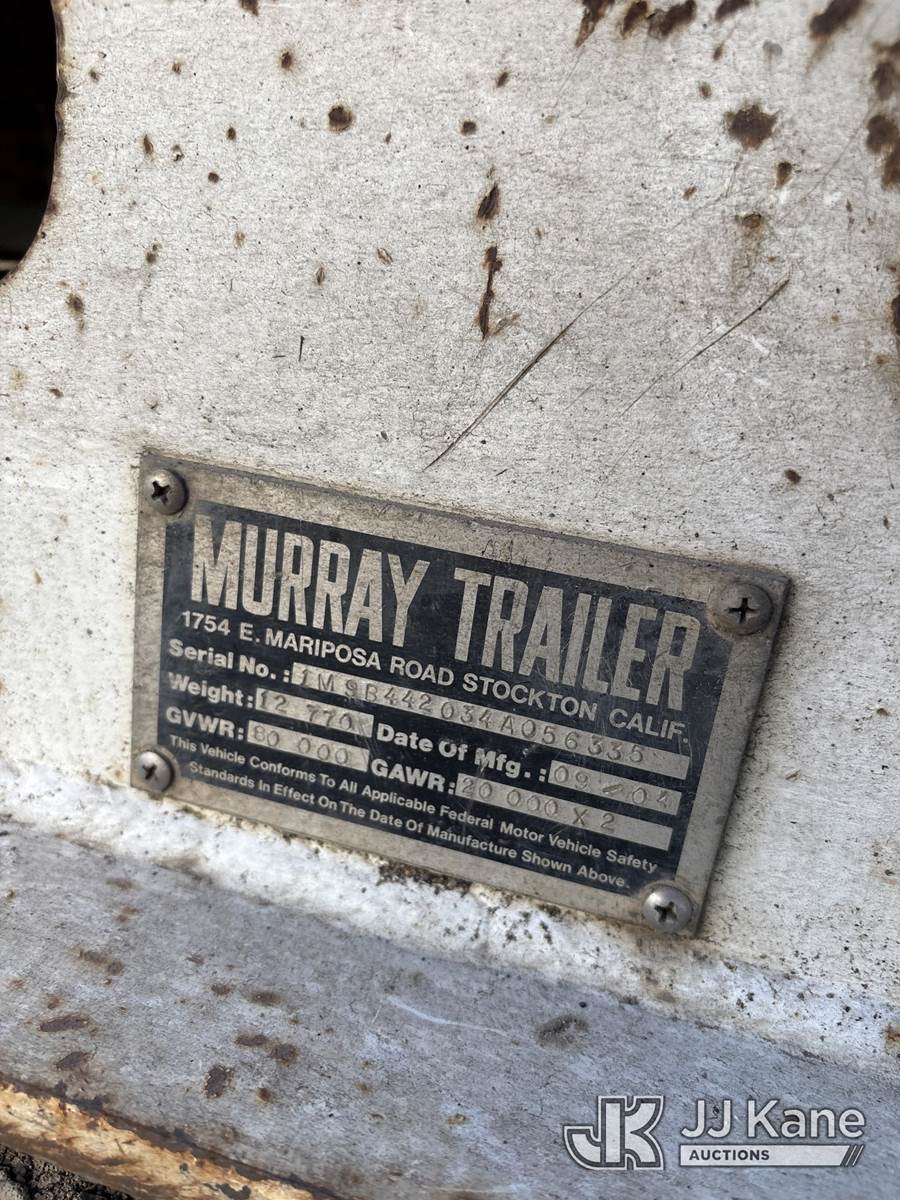 MURRAY TRAILER
1754 E. MARIPOSA ROAD STOCKTON CALIF.
Serial No.: 1M9B442034A056335
Weight: 12 770 Date Of Mfg.: 09/04
GVWR: 80 000 GAWR: 20 000 X 2
This Vehicle Conforms To All Applicable Federal Motor Vehicle Safety
Standards In Effect On The Date Of Manufacture Shown Above.
JK JJ Kane
AUCTIONS